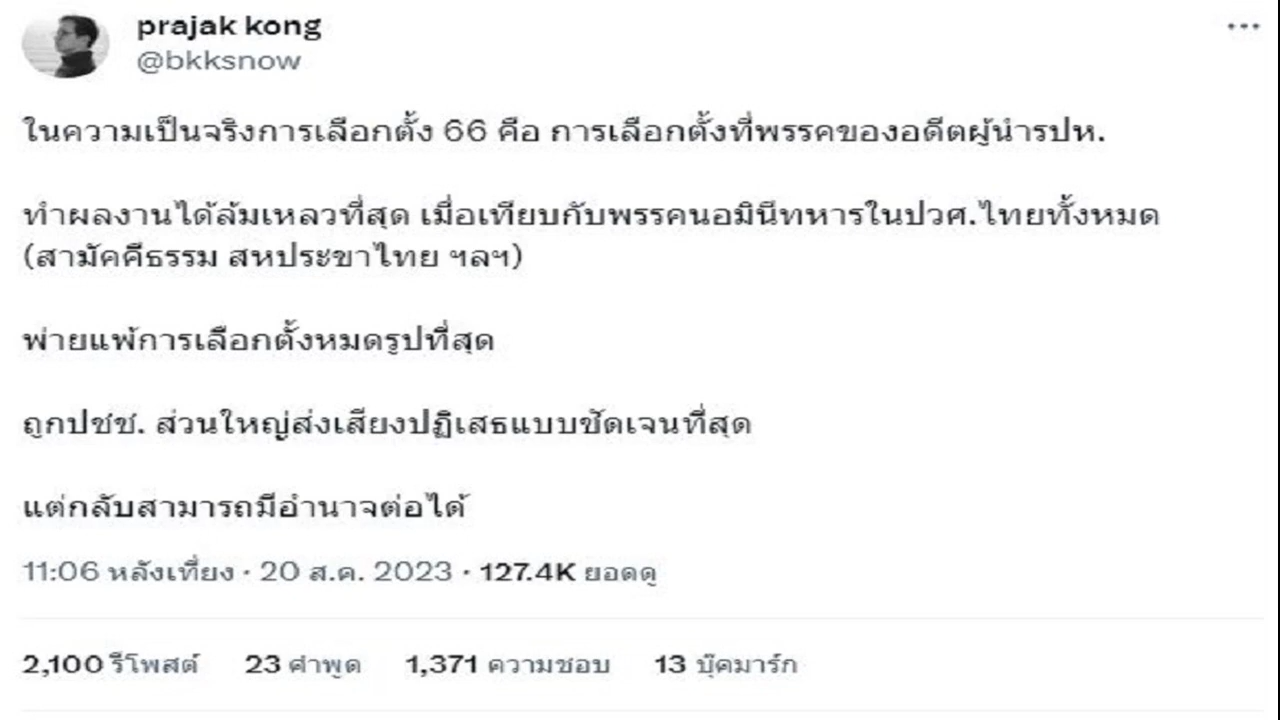 prajak kong
@bkksnow
ในความเป็นจริงการเลือกตั้ง 66 คือ การเลือกตั้งที่พรรคของอดีตผู้นำรปห.
ทำผลงานได้ล้มเหลวที่สุด เมื่อเทียบกับพรรคนอมินีทหารในปวศ.ไทยทั้งหมด
(สามัคคีธรรม สหประชาไทย ฯลฯ)
พ่ายแพ้การเลือกตั้งหมดรูปที่สุด
ถูกปชช. ส่วนใหญ่ส่งเสียงปฏิเสธแบบชัดเจนที่สุด
แต่กลับสามารถมีอำนาจต่อได้
11:06 หลังเที่ยง · 20 ส.ค. 2023 · 127.4K ยอดดู
2,100 รีโพสต์ 23 คำพูด 1,371 ความชอบ 13 บุ๊คมาร์ก